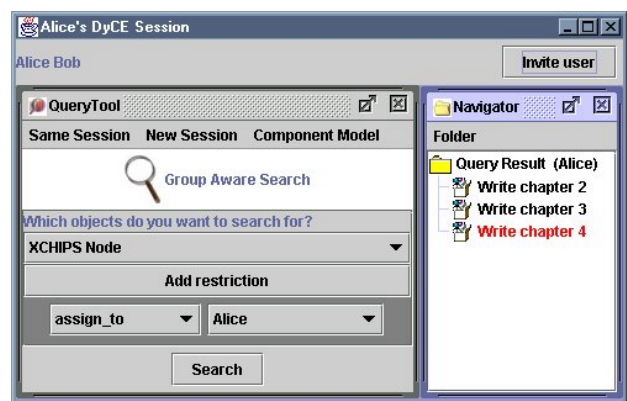 Alice's DyCE Session
Alice Bob
Invite user
QueryTool
Same Session New Session Component Model
Group Aware Search
Which objects do you want to search for?
XCHIPS Node
Add restriction
assign_to
Alice
Search
Navigator
Folder
Query Result (Alice)
Write chapter 2
Write chapter 3
Write chapter 4